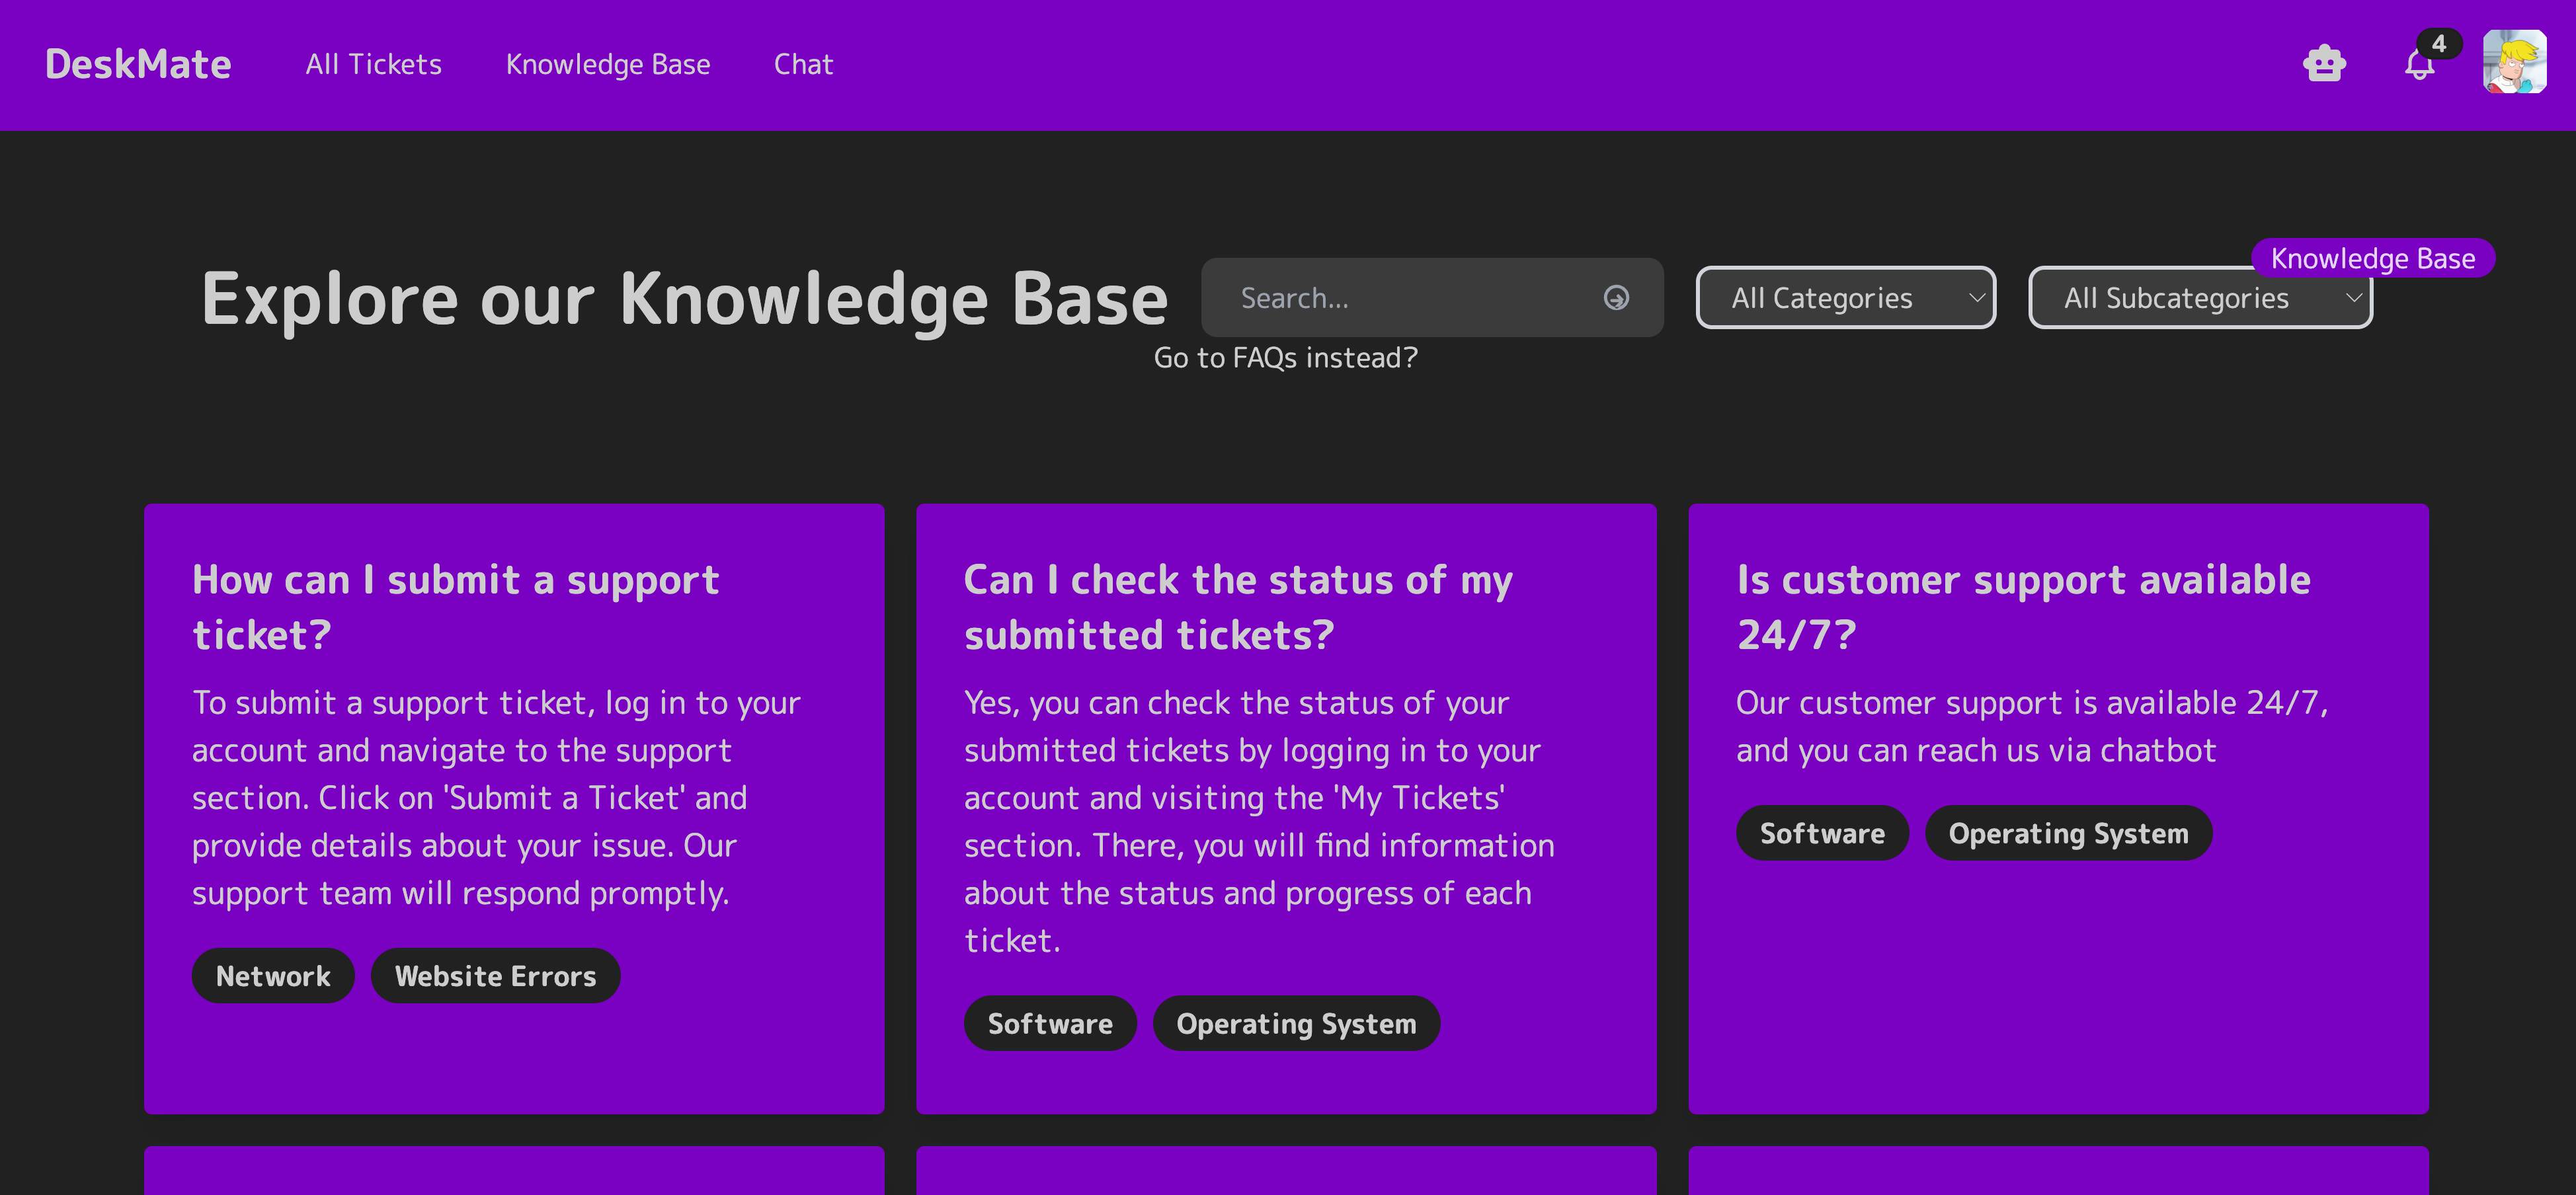 DeskMate
All Tickets
Knowledge Base
Chat
4
Knowledge Base
Explore our Knowledge Base
Search...
All Categories
All Subcategories
Go to FAQs instead?
How can I submit a support
ticket?
To submit a support ticket, log in to your
account and navigate to the support
section. Click on 'Submit a Ticket' and
provide details about your issue. Our
support team will respond promptly.
Network
Website Errors
Can I check the status of my
submitted tickets?
Yes, you can check the status of your
submitted tickets by logging in to your
account and visiting the 'My Tickets'
section. There, you will find information
about the status and progress of each
ticket.
Software
Operating System
Is customer support available
24/7?
Our customer support is available 24/7,
and you can reach us via chatbot
Software
Operating System